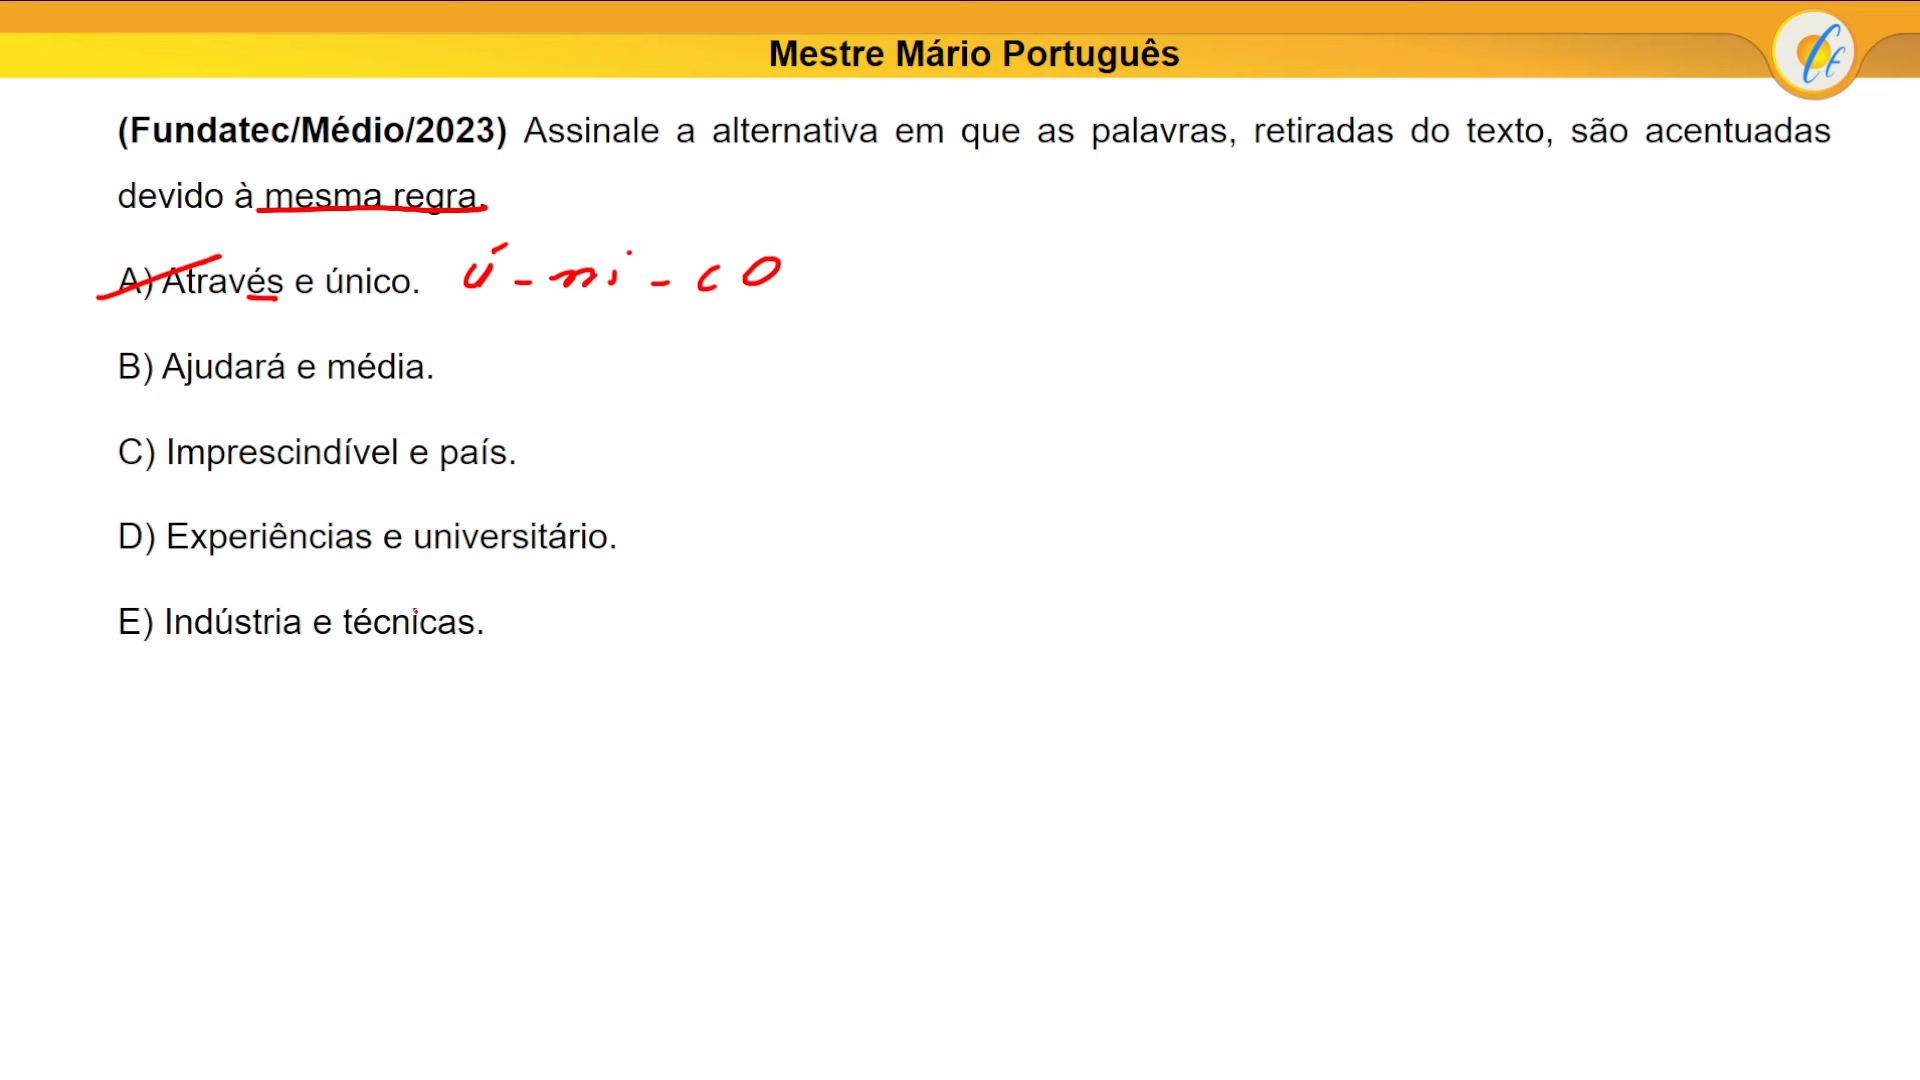 Mestre Mário Português
(Fundatec/Médio/2023) Assinale a alternativa em que as palavras, retiradas do texto, são acentuadas
devido à mesma regra.
A) Através e único. ú - ni - co
B) Ajudará e média.
C) Imprescindível e país.
D) Experiências e universitário.
E) Indústria e técnicas.